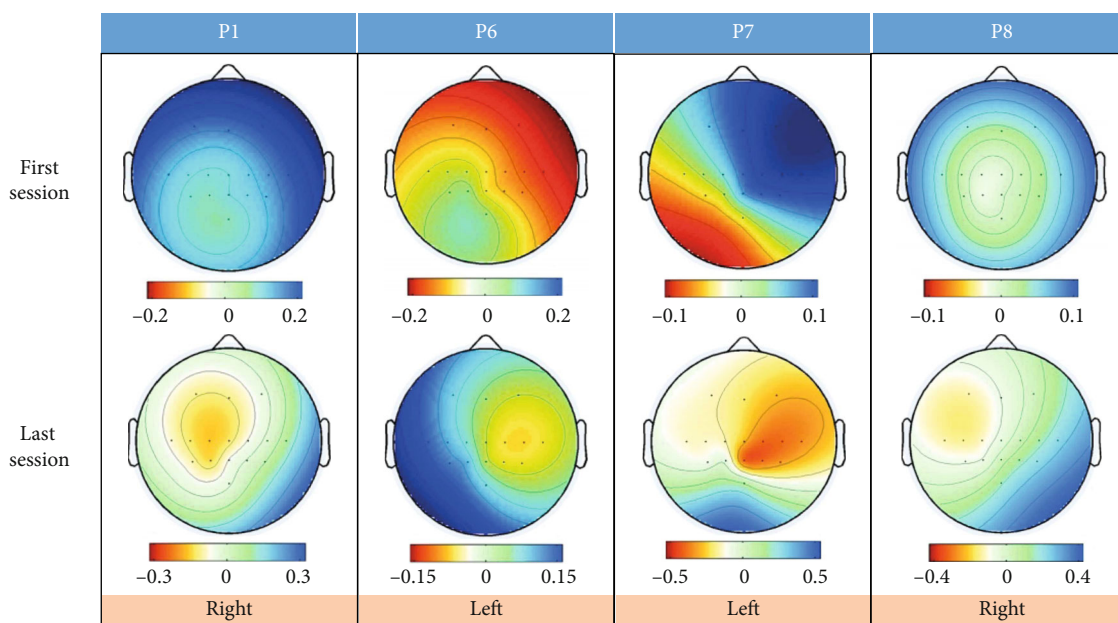 P1 P6 P7 P8
First
session
−0.2 0 0.2 −0.2 0 0.2 −0.1 0 0.1 −0.1 0 0.1
Last
session
−0.3 0 0.3 −0.15 0 0.15 −0.5 0 0.5 −0.4 0 0.4
Right Left Left Right